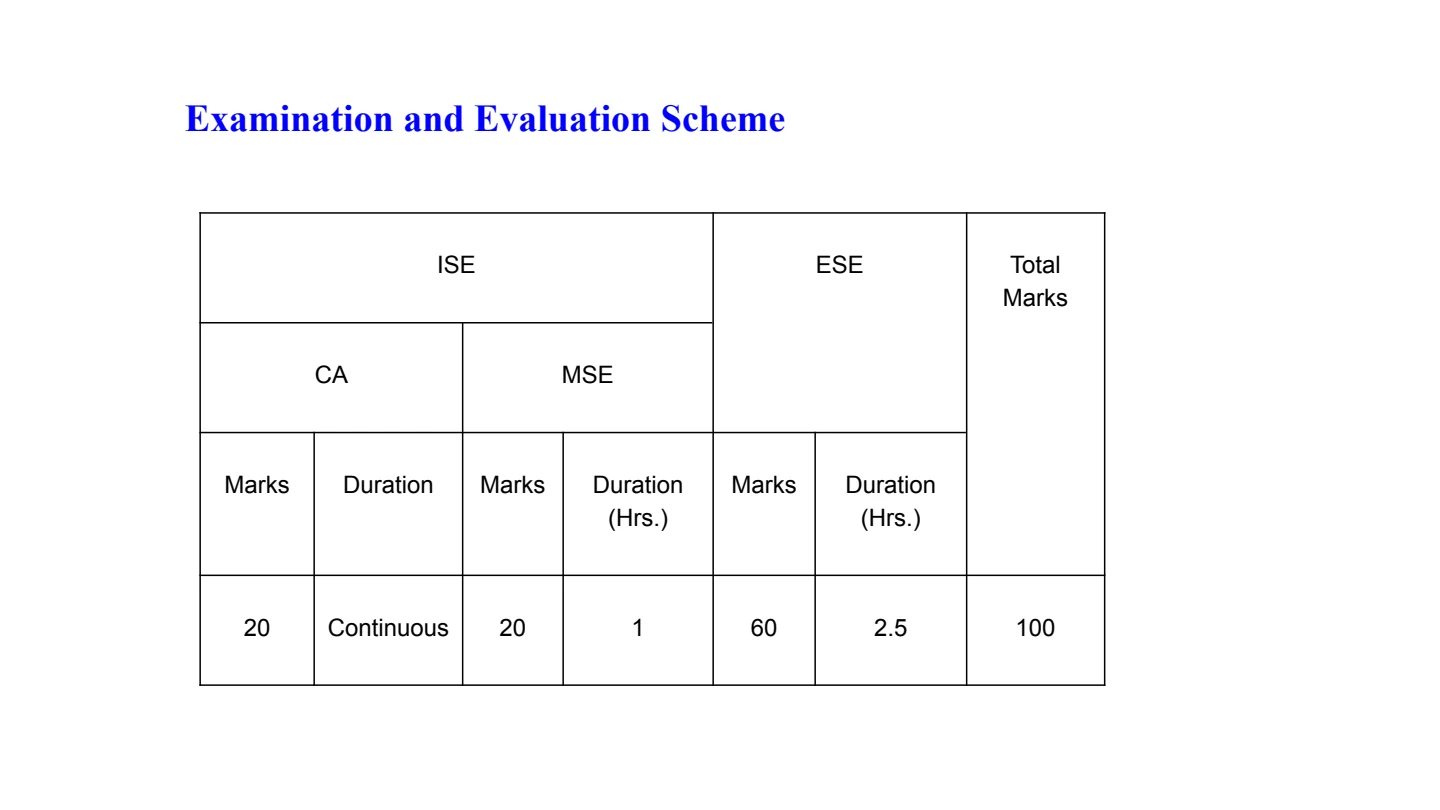 Examination and Evaluation Scheme
ISE ESE Total
Marks
CA MSE
Marks Duration Marks Duration Marks Duration
(Hrs.) (Hrs.)
20 Continuous 20 1 60 2.5 100